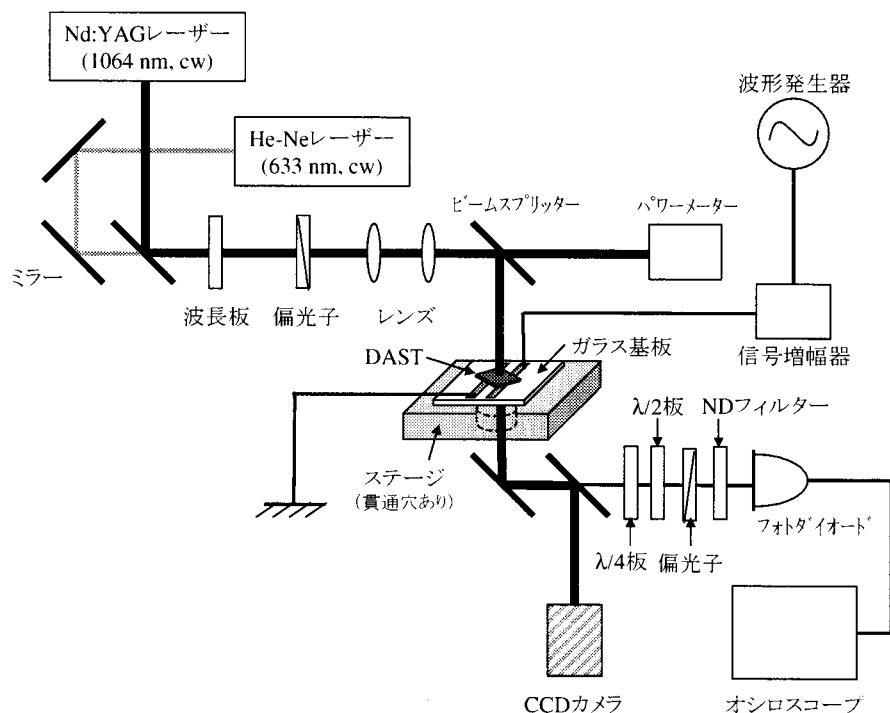 Nd:YAGレーザー
(1064 nm, cw)
波形発生器
He-Neレーザー
(633 nm, cw)
ビームスプリッター
パワーメーター
ミラー
波長板
偏光子
レンズ
信号増幅器
DAST
ガラス基板
λ/2板
NDフィルター
ステージ
(貫通穴あり)
フォトダイオード
λ/4板
偏光子
CCDカメラ
オシロスコープ